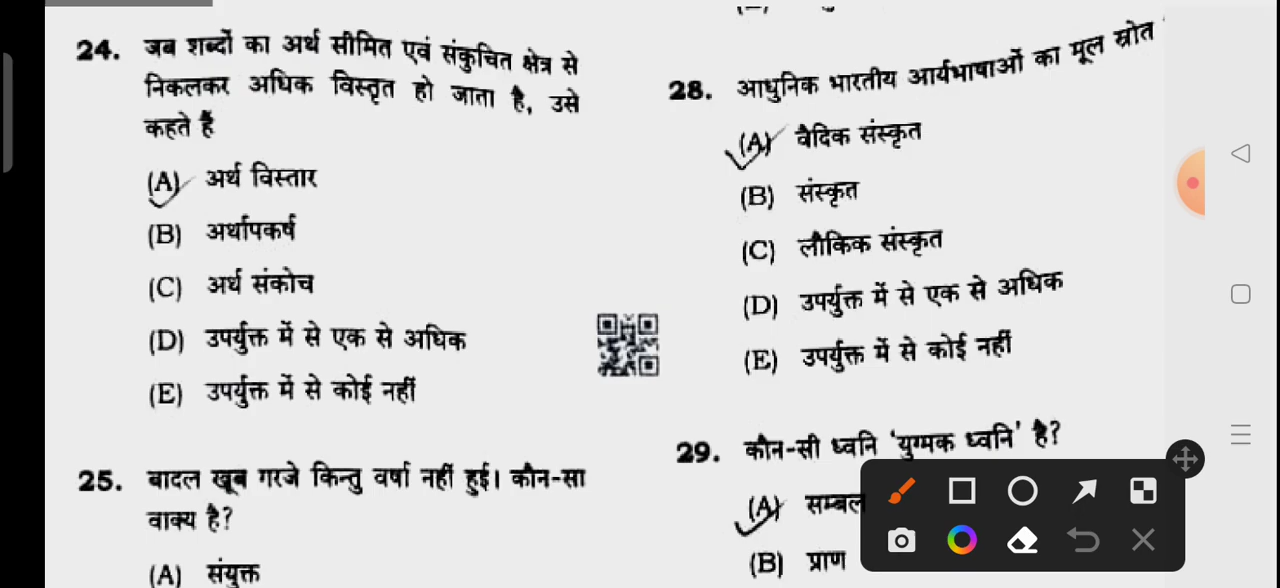 24. जब शब्दों का अर्थ सीमित एवं संकुचित क्षेत्र से
निकलकर अधिक विस्तृत हो जाता है, उसे
कहते हैं
(A) अर्थ विस्तार
(B) अर्थापकर्ष
(C) अर्थ संकोच
(D) उपर्युक्त में से एक से अधिक
(E) उपर्युक्त में से कोई नहीं
25. बादल खूब गरजे किन्तु वर्षा नहीं हुई। कौन-सा
वाक्य है?
(A) संयुक्त
28. आधुनिक भारतीय आर्यभाषाओं का मूल स्रोत
(A) वैदिक संस्कृत
(B) संस्कृत
(C) लौकिक संस्कृत
(D) उपर्युक्त में से एक से अधिक
(E) उपर्युक्त में से कोई नहीं
29. कौन-सी ध्वनि ‘युग्मक ध्वनि’ है?
(A) सम्बल
(B) प्राण